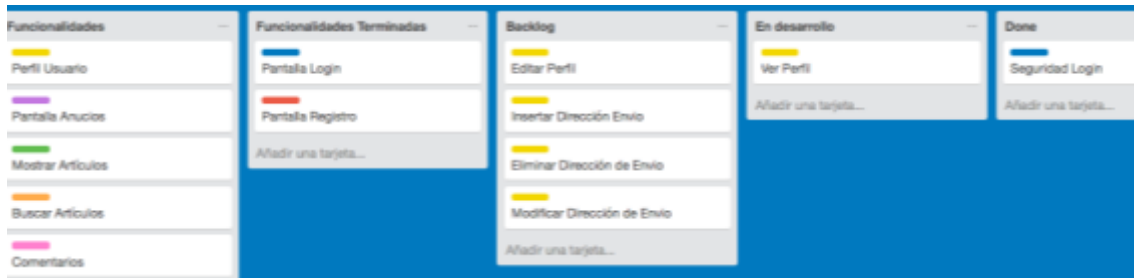 Funcionalidades
Perfil Usuario
Pantalla Anucios
Mostrar Artículos
Buscar Artículos
Comentarios
Funcionalidades Terminadas
Pantalla Login
Pantalla Registro
Añadir una tarjeta...
Backlog
Editar Perfil
Insertar Dirección Envio
Eliminar Dirección de Envio
Modificar Dirección de Envio
Añadir una tarjeta...
En desarrollo
Ver Perfil
Añadir una tarjeta...
Done
Seguridad Login
Añadir una tarjeta...